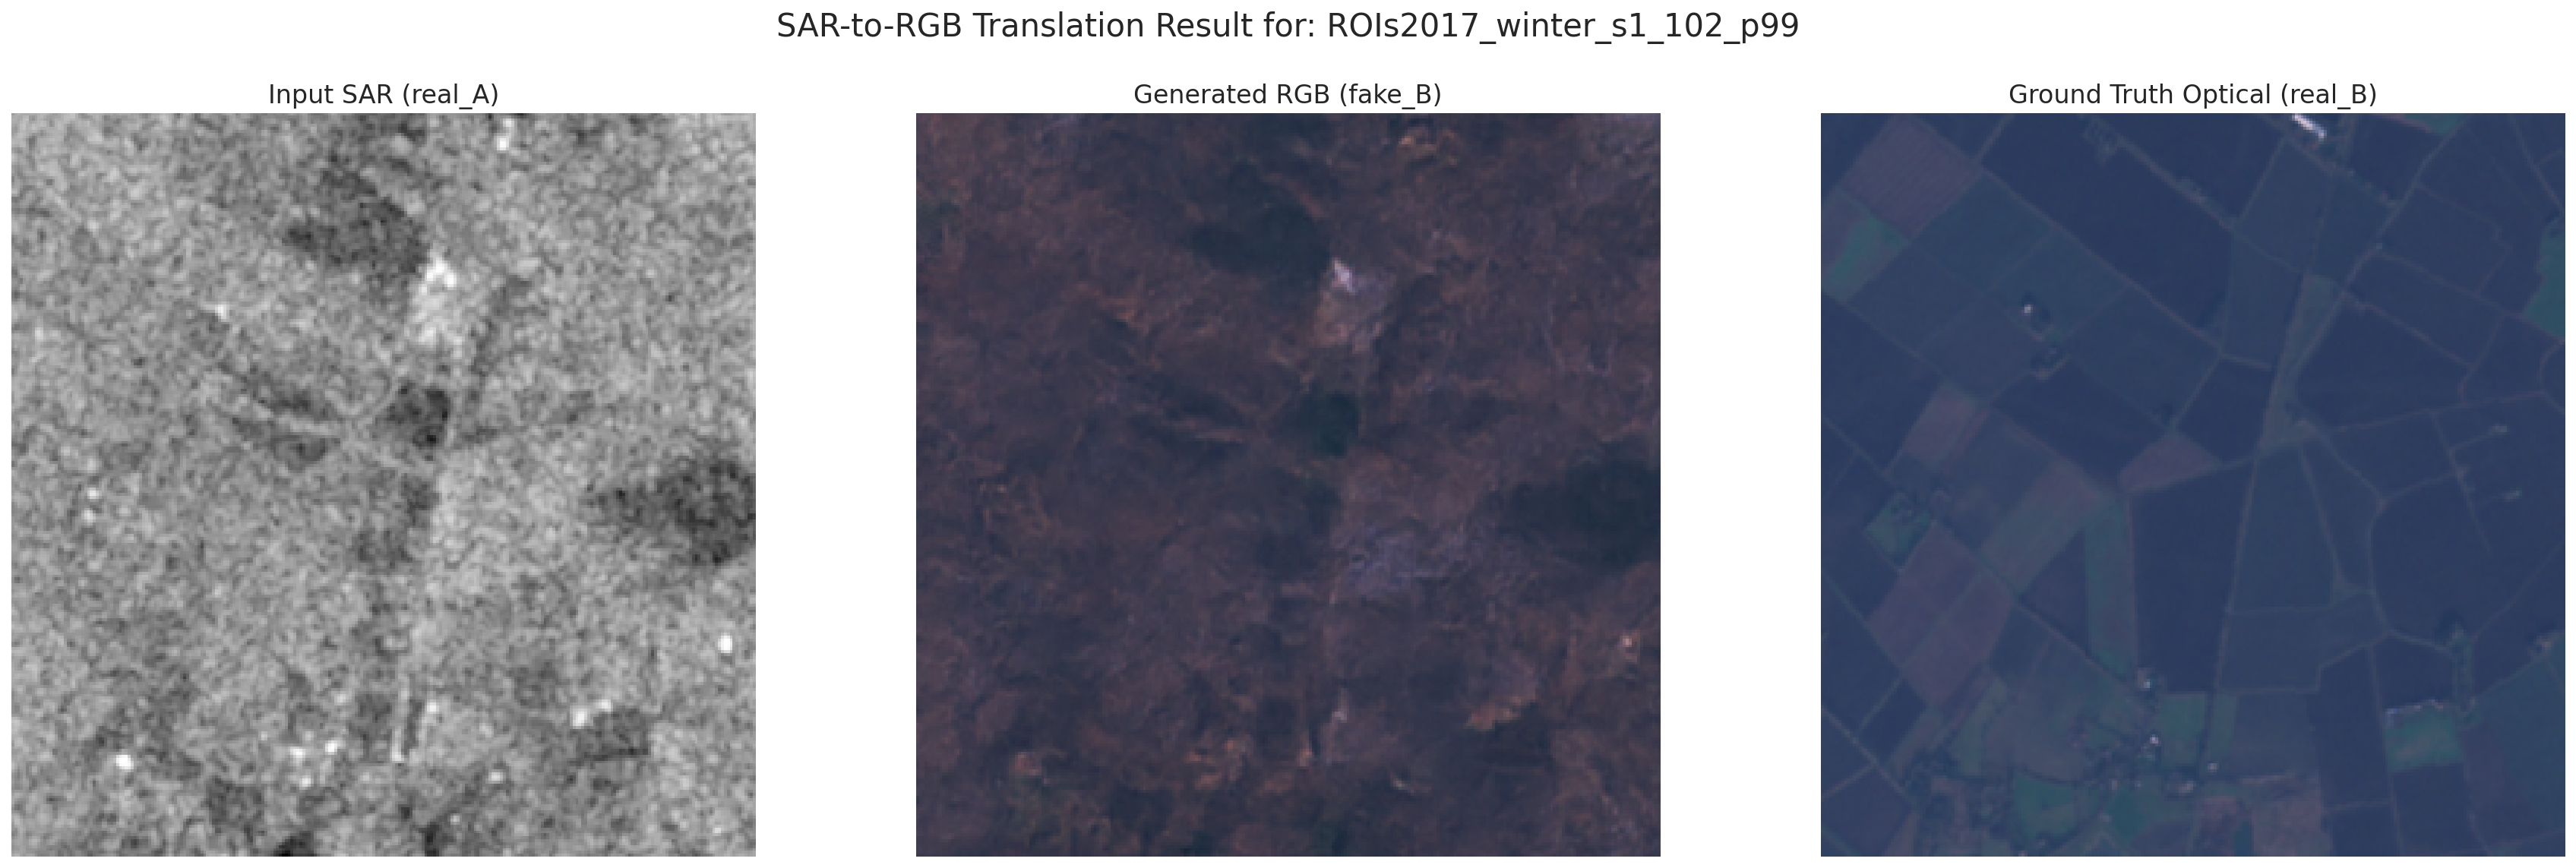 SAR-to-RGB Translation Result for: ROIs2017_winter_s1_102_p99
Input SAR (real_A)
Generated RGB (fake_B)
Ground Truth Optical (real_B)